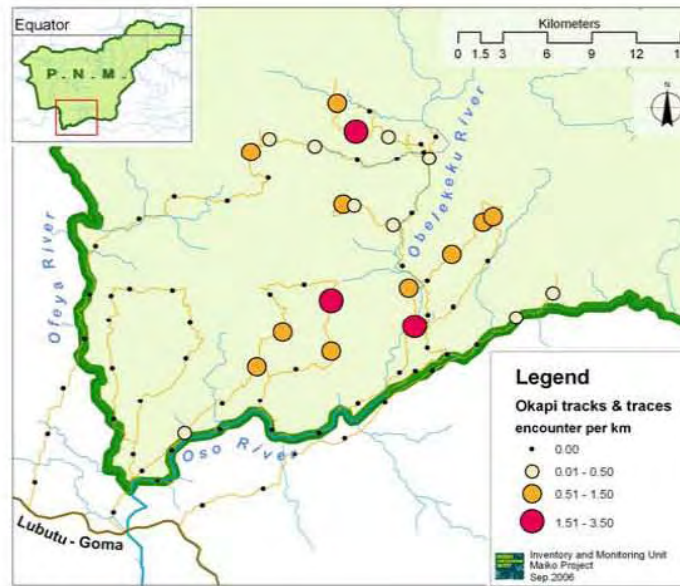 Equator
P. N. M.
Kilometers
0 1.5 3 6 9 12
N
Ofeya River
Obelekeku River
Oso River
Lubutu - Goma
Legend
Okapi tracks & traces
encounter per km
0.00
0.01 - 0.50
0.51 - 1.50
1.51 - 3.50
Inventory and Monitoring Unit
Maiko Project
Sep.2006